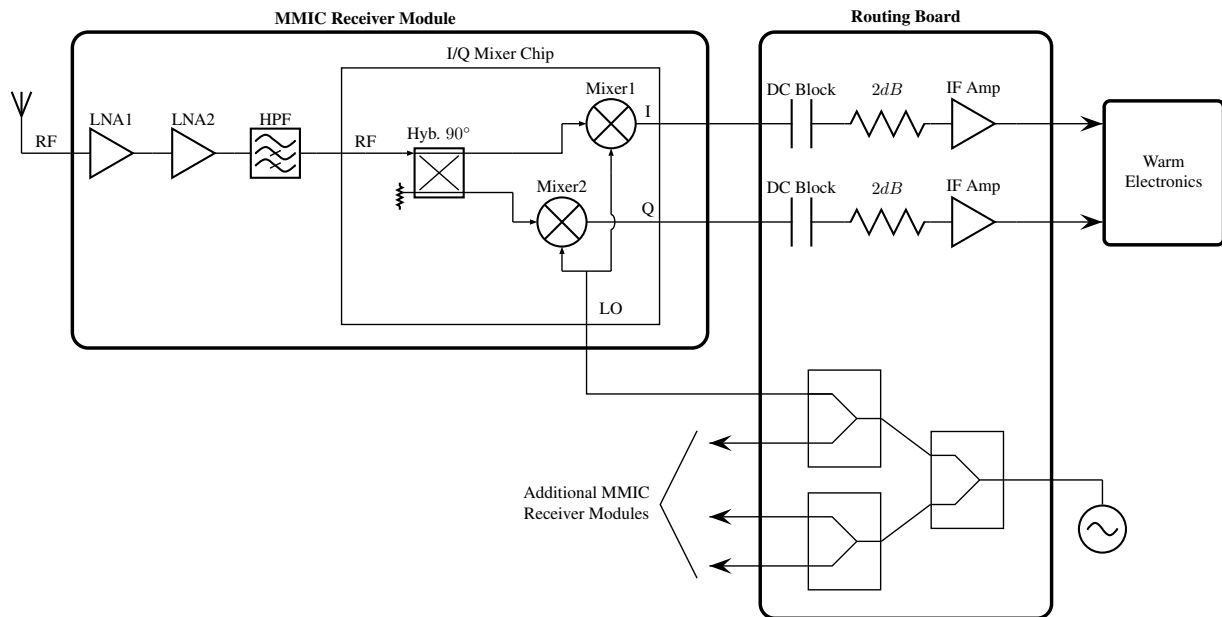 MMIC Receiver Module
Routing Board
I/Q Mixer Chip
Mixer1
I
DC Block
2dB
IF Amp
RF
LNA1
LNA2
HPF
RF
Hyb. 90°
Mixer2
Q
DC Block
2dB
IF Amp
Warm
Electronics
LO
Additional MMIC
Receiver Modules